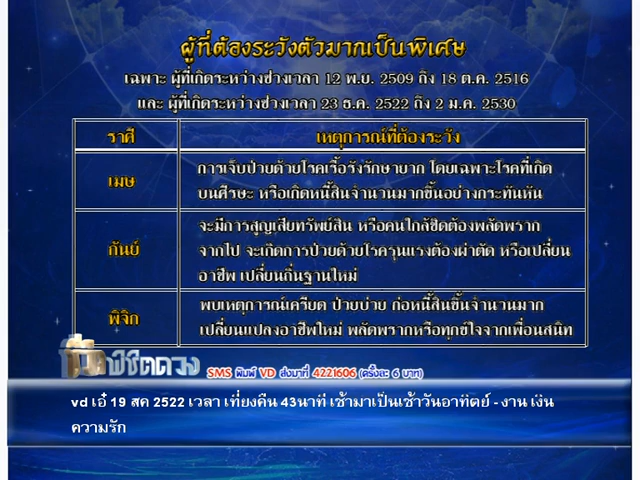 ผู้ที่ต้องระวังตัวมากเป็นพิเศษ
เฉพาะ ผู้ที่เกิดระหว่างช่วงเวลา 12 พ.ย. 2509 ถึง 18 ต.ค. 2516
และ ผู้ที่เกิดระหว่างช่วงเวลา 23 ธ.ค. 2522 ถึง 2 ม.ค. 2530
ราศี เหตุการณ์ที่ต้องระวัง
เมษ
การเจ็บป่วยด้วยโรคเรื้อรังรักษายาก โดยเฉพาะโรคที่เกิด
บนศีรษะ หรือเกิดหนี้สินจำนวนมากขึ้นอย่างกระทันหัน
กันย์
จะมีการสูญเสียทรัพย์สิน หรือคนใกล้ชิดต้องพลัดพราก
จากไป จะเกิดการป่วยด้วยโรครุนแรงต้องผ่าตัด หรือเปลี่ยน
อาชีพ เปลี่ยนถิ่นฐานใหม่
พิจิก
พบเหตุการณ์เครียด ป่วยบ่าย ก่อหนี้สินขึ้นจำนวนมาก
เปลี่ยนแปลงอาชีพใหม่ พลัดพรากหรือทุกข์ใจจากเพื่อนสนิท
พิชิตดวง
SMS พิมพ์ VD ส่งมาที่ 4221606 (ครั้งละ 6 บาท)
vd เอ๋ 19 สค 2522 เวลา เที่ยงคืน 43นาที เช้ามาเป็นเช้าวันอาทิตย์ - งาน เงิน
ความรัก